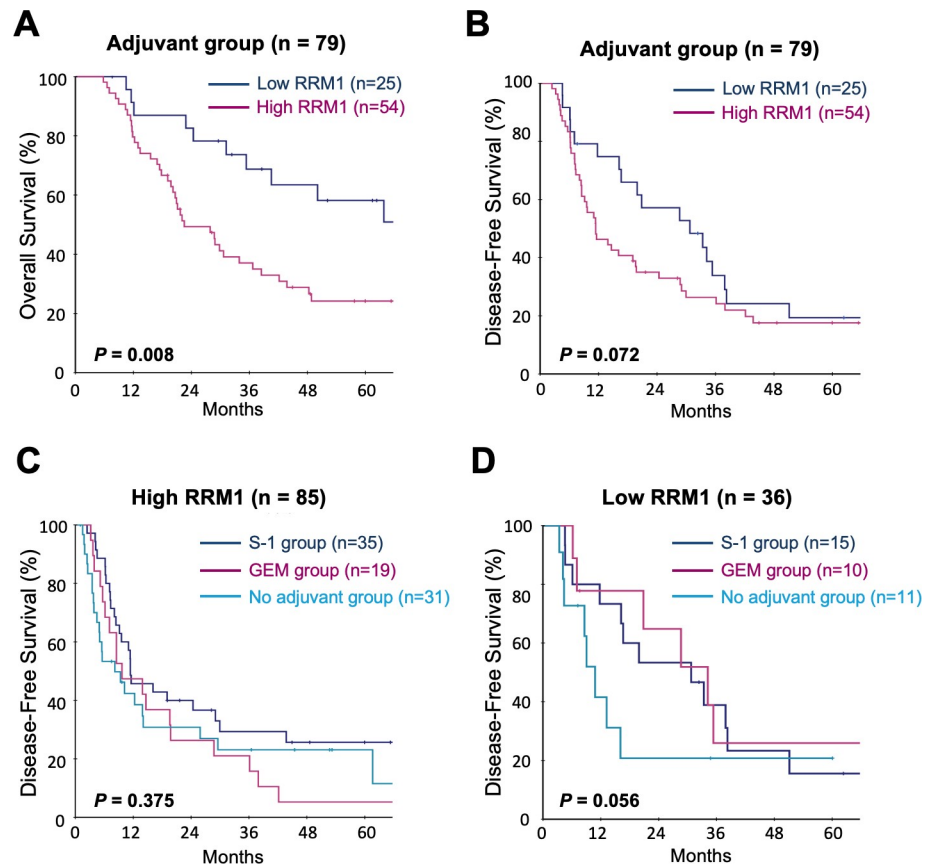 A
Adjuvant group (n = 79)
Overall Survival (%)
100
80
60
40
20
0
Low RRM1 (n=25)
High RRM1 (n=54)
P = 0.008
0 12 24 36 48 60
Months
B
Adjuvant group (n = 79)
Disease-Free Survival (%)
100
80
60
40
20
0
Low RRM1 (n=25)
High RRM1 (n=54)
P = 0.072
0 12 24 36 48 60
Months
C
High RRM1 (n = 85)
Disease-Free Survival (%)
100
80
60
40
20
0
S-1 group (n=35)
GEM group (n=19)
No adjuvant group (n=31)
P = 0.375
0 12 24 36 48 60
Months
D
Low RRM1 (n = 36)
Disease-Free Survival (%)
100
80
60
40
20
0
S-1 group (n=15)
GEM group (n=10)
No adjuvant group (n=11)
P = 0.056
0 12 24 36 48 60
Months